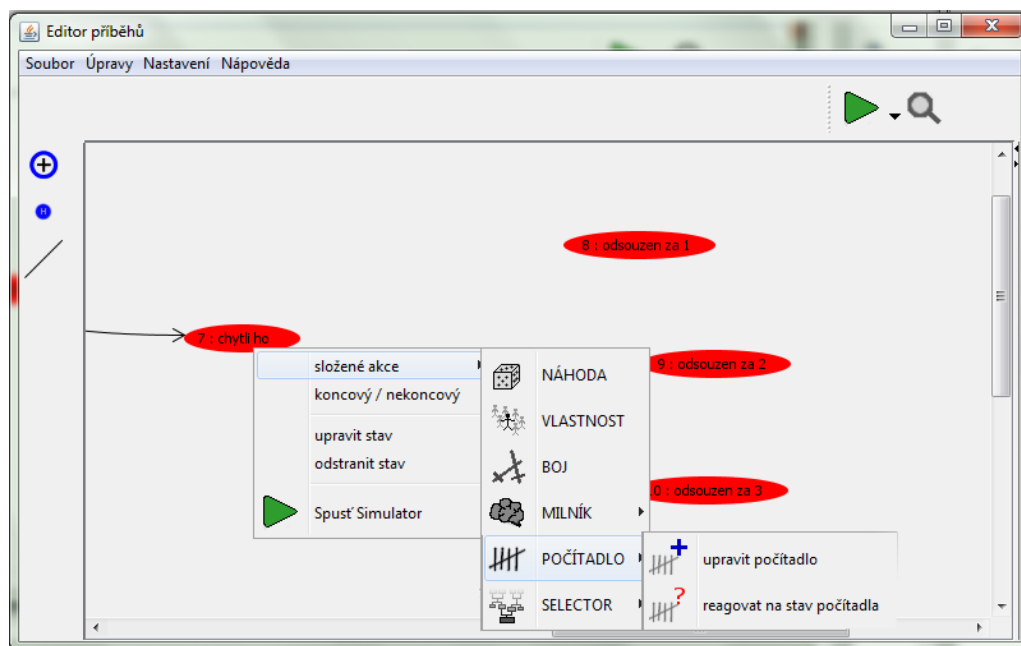 Editor příběhů
Soubor Úpravy Nastavení Nápověda
H
8 : odsouzen za 1
7 : chytli ho
složené akce
koncový / nekoncový
upravit stav
odstranit stav
Spusť Simulator
NÁHODA
VLASTNOST
BOJ
MILNÍK
POČÍTADLO
SELECTOR
9 : odsouzen za 2
0 : odsouzen za 3
upravit počítadlo
reagovat na stav počítadla